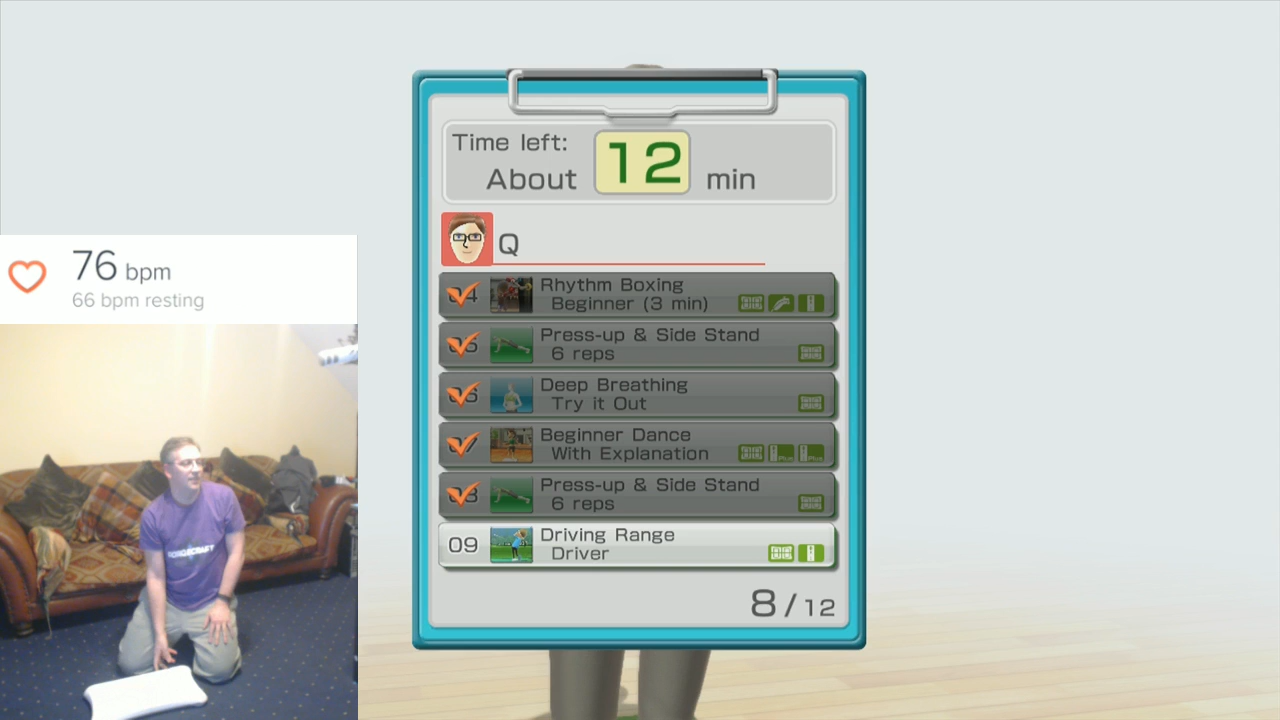 Time left:
About 12 min
Q
04 Rhythm Boxing
Beginner (3 min)
05 Press-up & Side Stand
6 reps
Deep Breathing
Try it Out
Beginner Dance
With Explanation
Press-up & Side Stand
6 reps
09 Driving Range
Driver
8/12
76 bpm
66 bpm resting